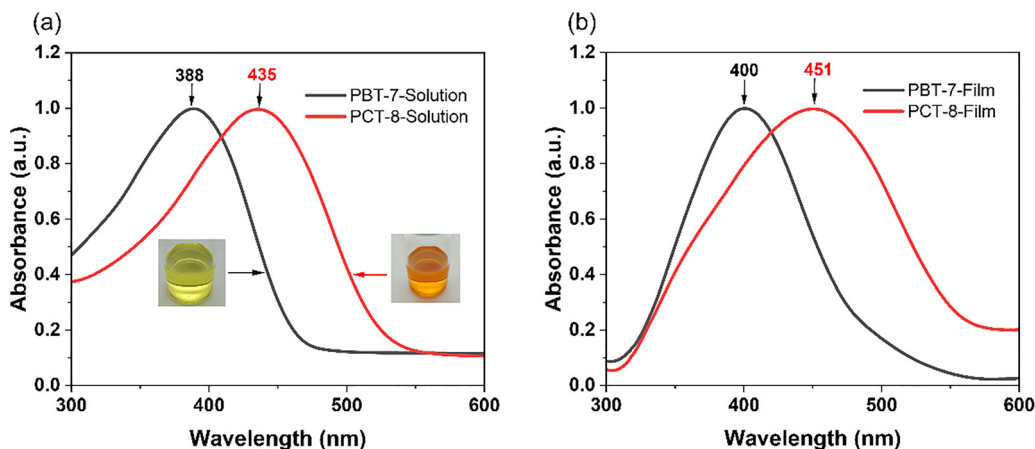 (a)
1.2
1.0
0.8
0.6
0.4
0.2
0.0
Absorbance (a.u.)
388
435
PBT-7-Solution
PCT-8-Solution
300
400
500
600
Wavelength (nm)
(b)
1.2
1.0
0.8
0.6
0.4
0.2
0.0
Absorbance (a.u.)
400
451
PBT-7-Film
PCT-8-Film
300
400
500
600
Wavelength (nm)